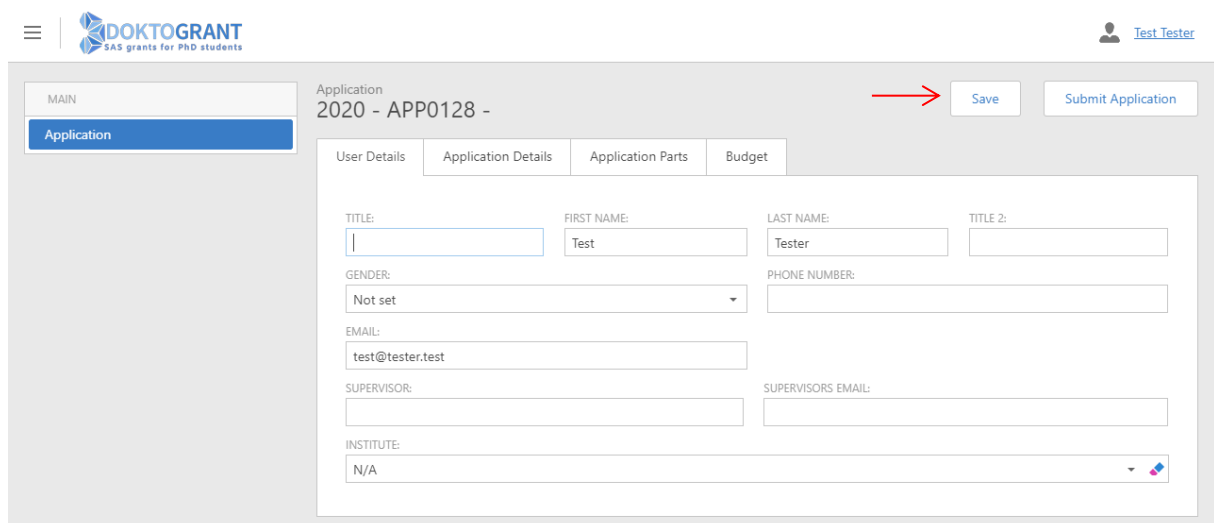 DOKTOGRANT
SAS grants for PhD students
Test Tester
MAIN
Application
Application
2020 - APP0128 -
Save
Submit Application
User Details
Application Details
Application Parts
Budget
TITLE:
FIRST NAME:
LAST NAME:
TITLE 2:
Test
Tester
GENDER:
PHONE NUMBER:
Not set
EMAIL:
test@tester.test
SUPERVISOR:
SUPERVISORS EMAIL:
INSTITUTE:
N/A